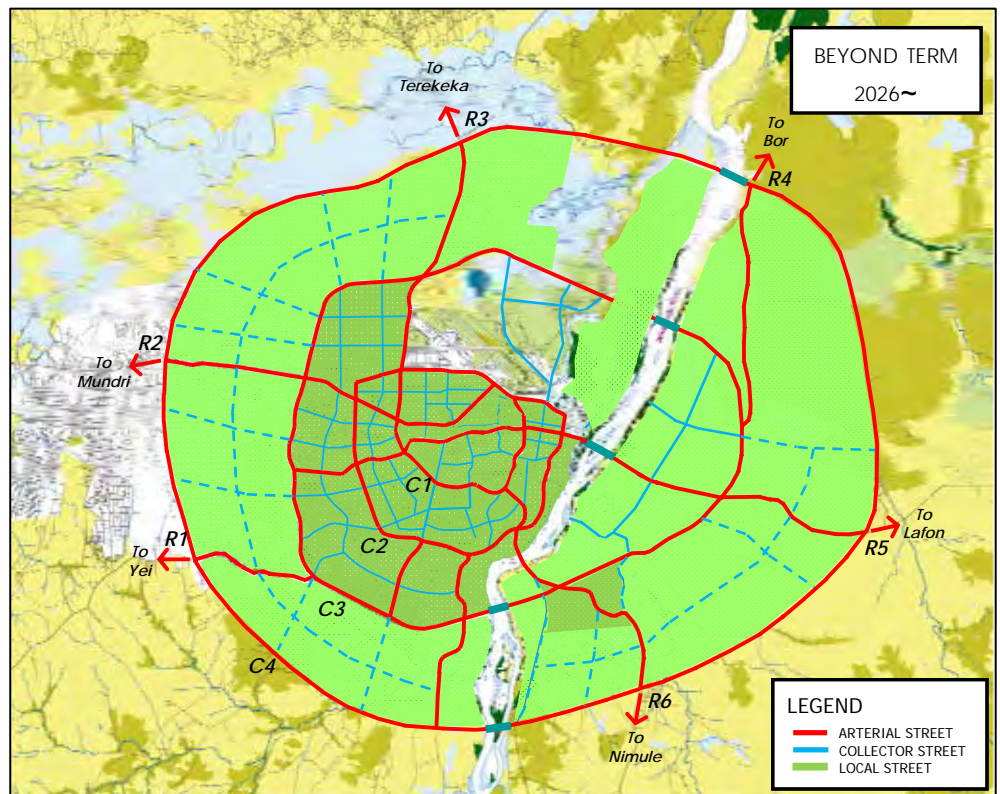 BEYOND TERM
2026~
To
Terekeka
R3
To
Bor
R4
R2
To
Mundri
C1
C2
R1
To
Yei
C3
C4
To
Lafon
R5
R6
To
Nimule
LEGEND
ARTERIAL STREET
COLLECTOR STREET
LOCAL STREET